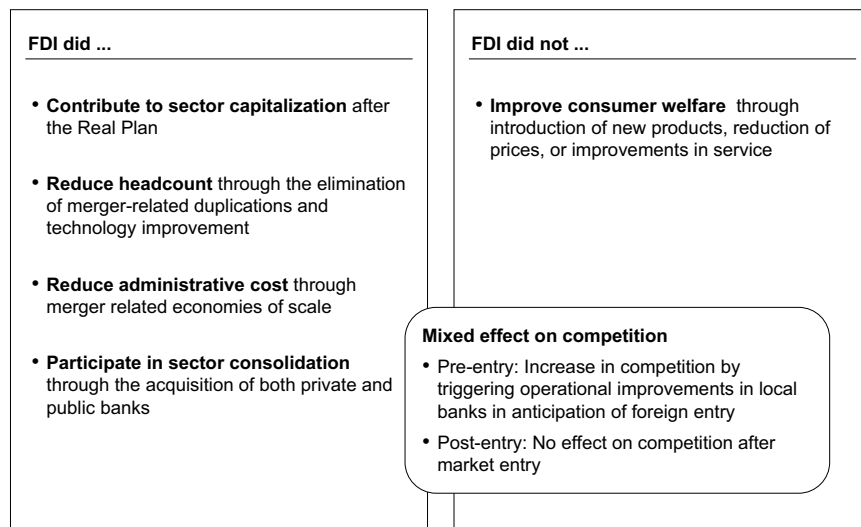 FDI did ...
• Contribute to sector capitalization after
the Real Plan
• Reduce headcount through the elimination
of merger-related duplications and
technology improvement
• Reduce administrative cost through
merger related economies of scale
• Participate in sector consolidation
through the acquisition of both private and
public banks
FDI did not ...
• Improve consumer welfare through
introduction of new products, reduction of
prices, or improvements in service
Mixed effect on competition
• Pre-entry: Increase in competition by
triggering operational improvements in local
banks in anticipation of foreign entry
• Post-entry: No effect on competition after
market entry